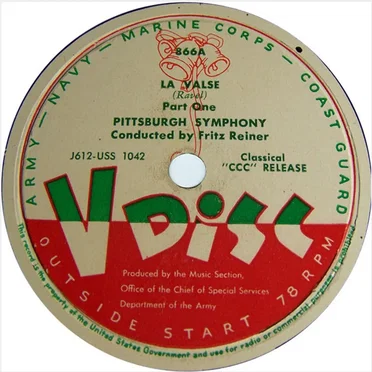 ARMY — NAVY — MARINE CORPS — COAST GUARD
866A
LA VALSE
(Ravel)
Part One
PITTSBURGH SYMPHONY
Conducted by Fritz Reiner
J612-USS 1042
Classical
"CCC" RELEASE
V DiSC
Produced by the Music Section,
Office of the Chief of Special Services
Department of the Army
OUTSIDE START 78 RPM
This record is the property of the United States Government and use for radio or commercial purposes is prohibited